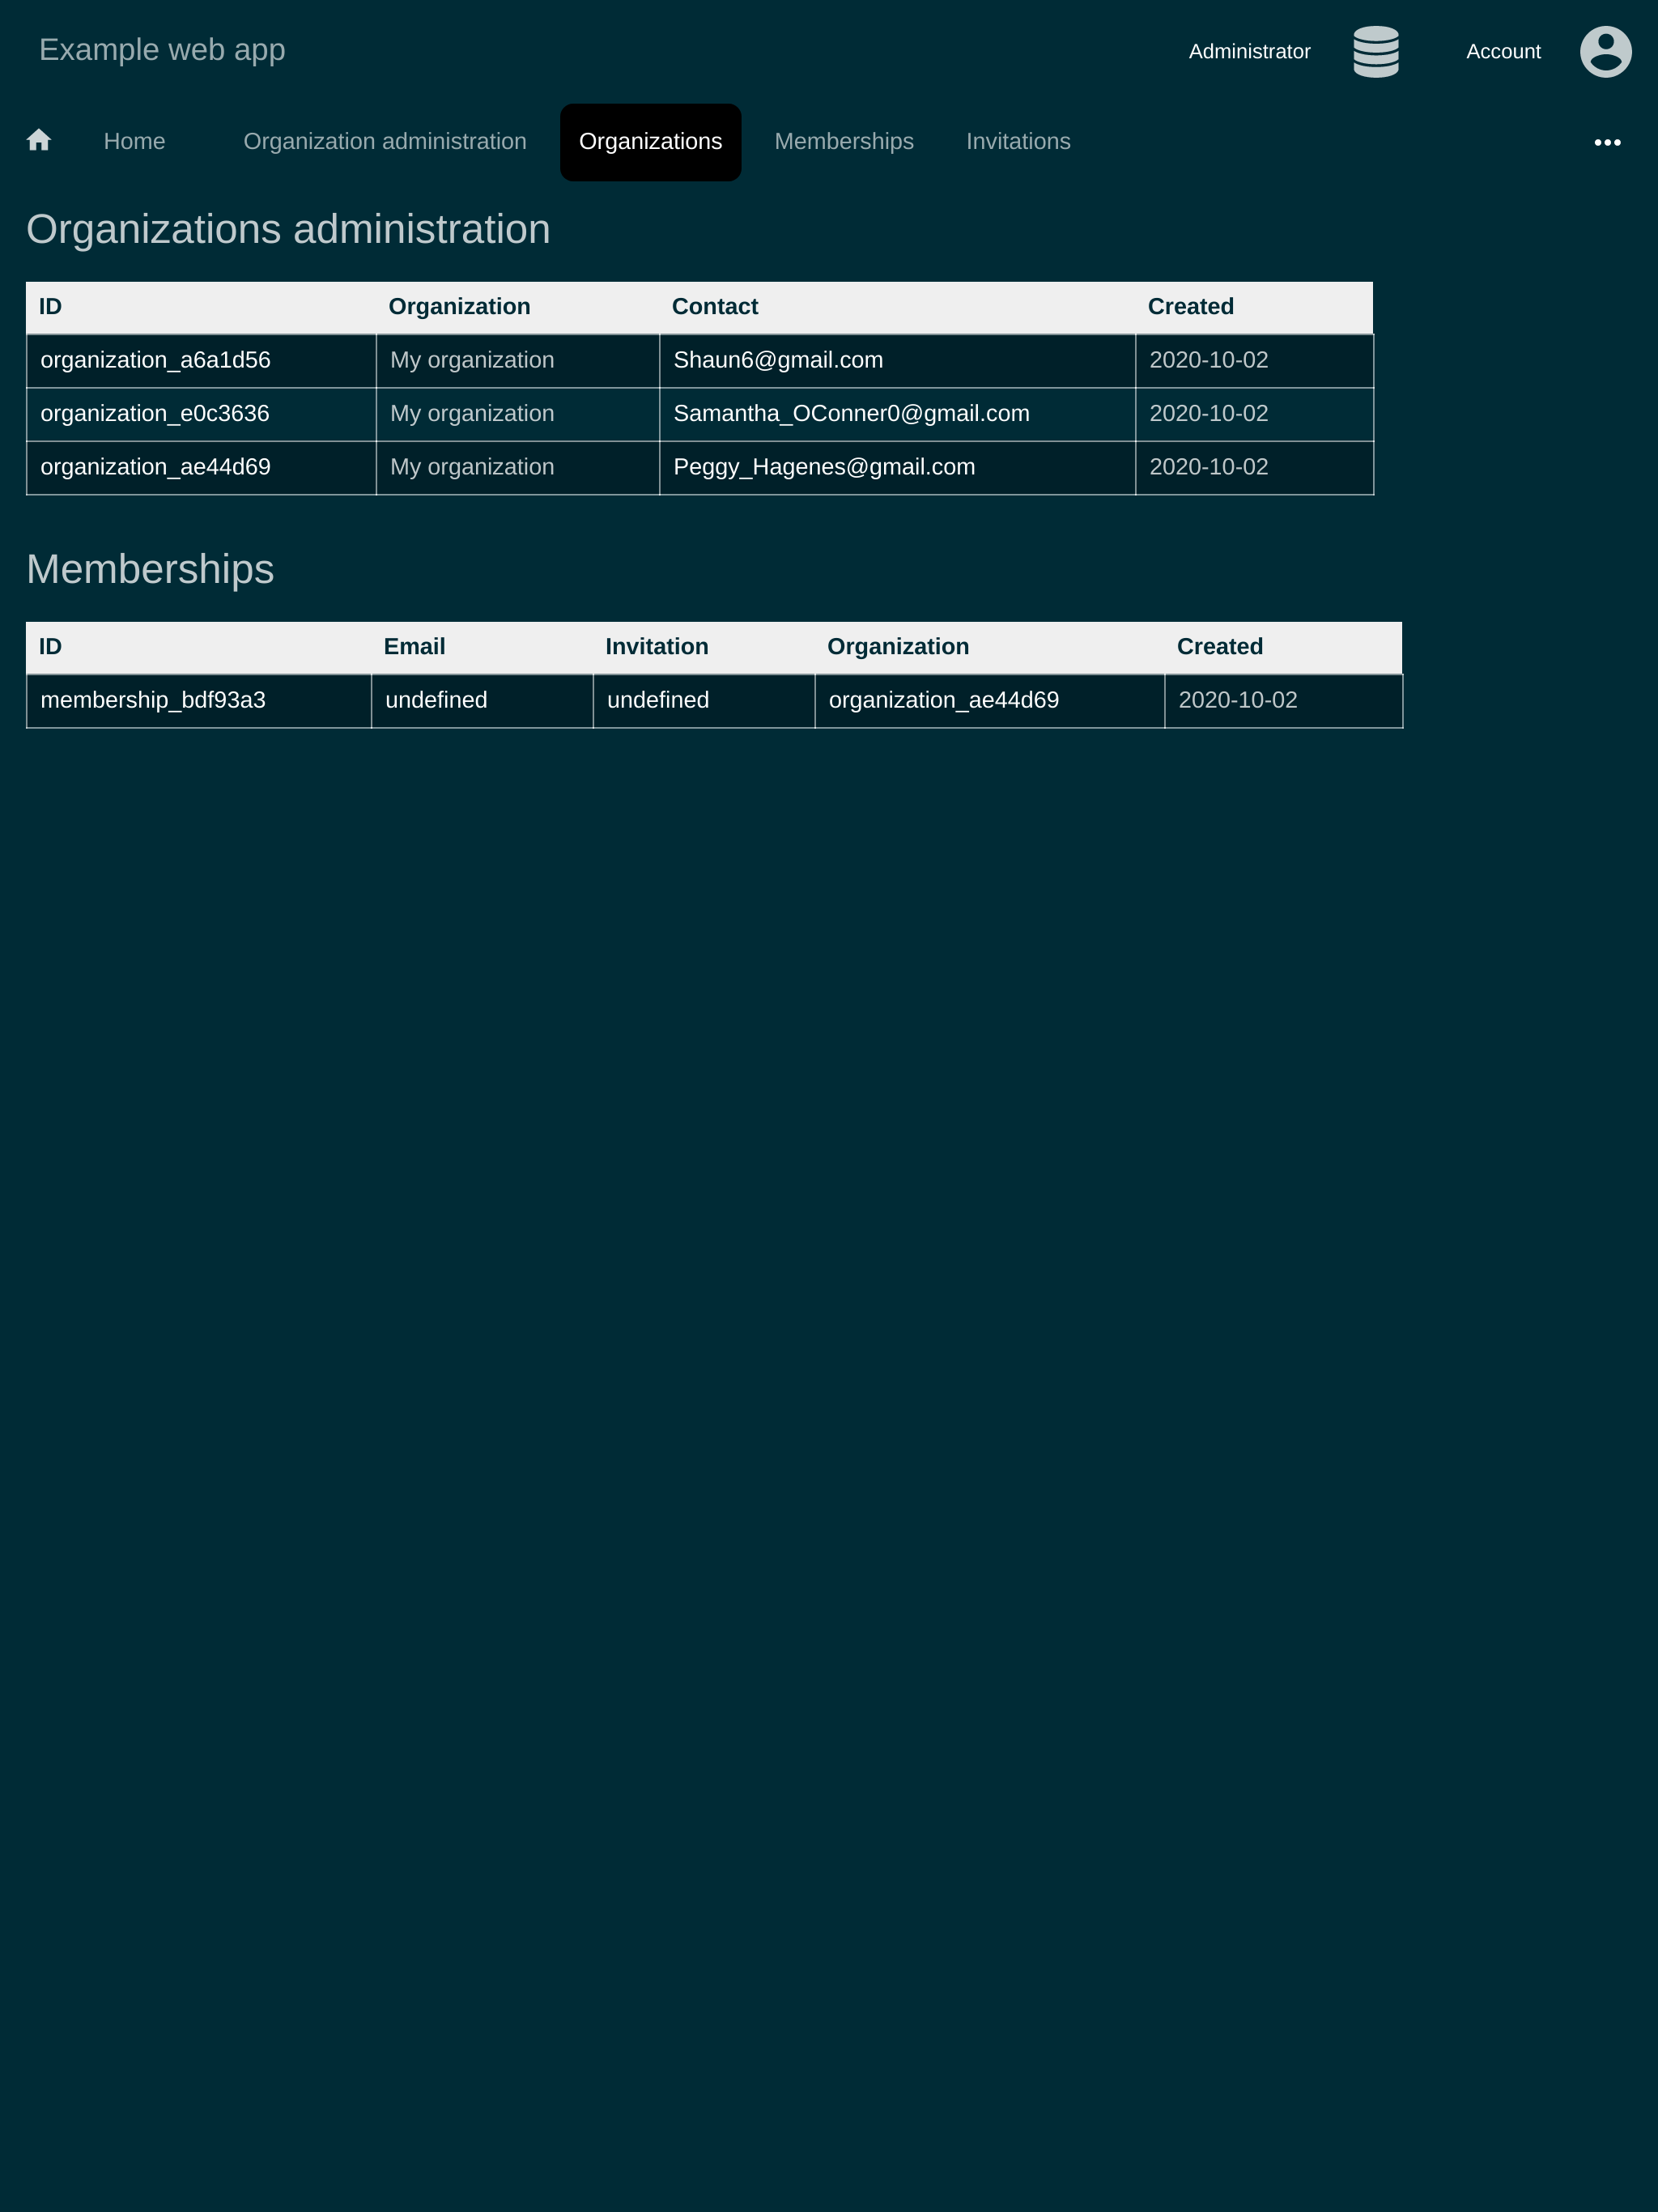 Example web app
Administrator Account
Home Organization administration Organizations Memberships Invitations
Organizations administration
ID Organization Contact Created
organization_a6a1d56 My organization Shaun6@gmail.com 2020-10-02
organization_e0c3636 My organization Samantha_OConner0@gmail.com 2020-10-02
organization_ae44d69 My organization Peggy_Hagenes@gmail.com 2020-10-02
Memberships
ID Email Invitation Organization Created
membership_bdf93a3 undefined undefined organization_ae44d69 2020-10-02